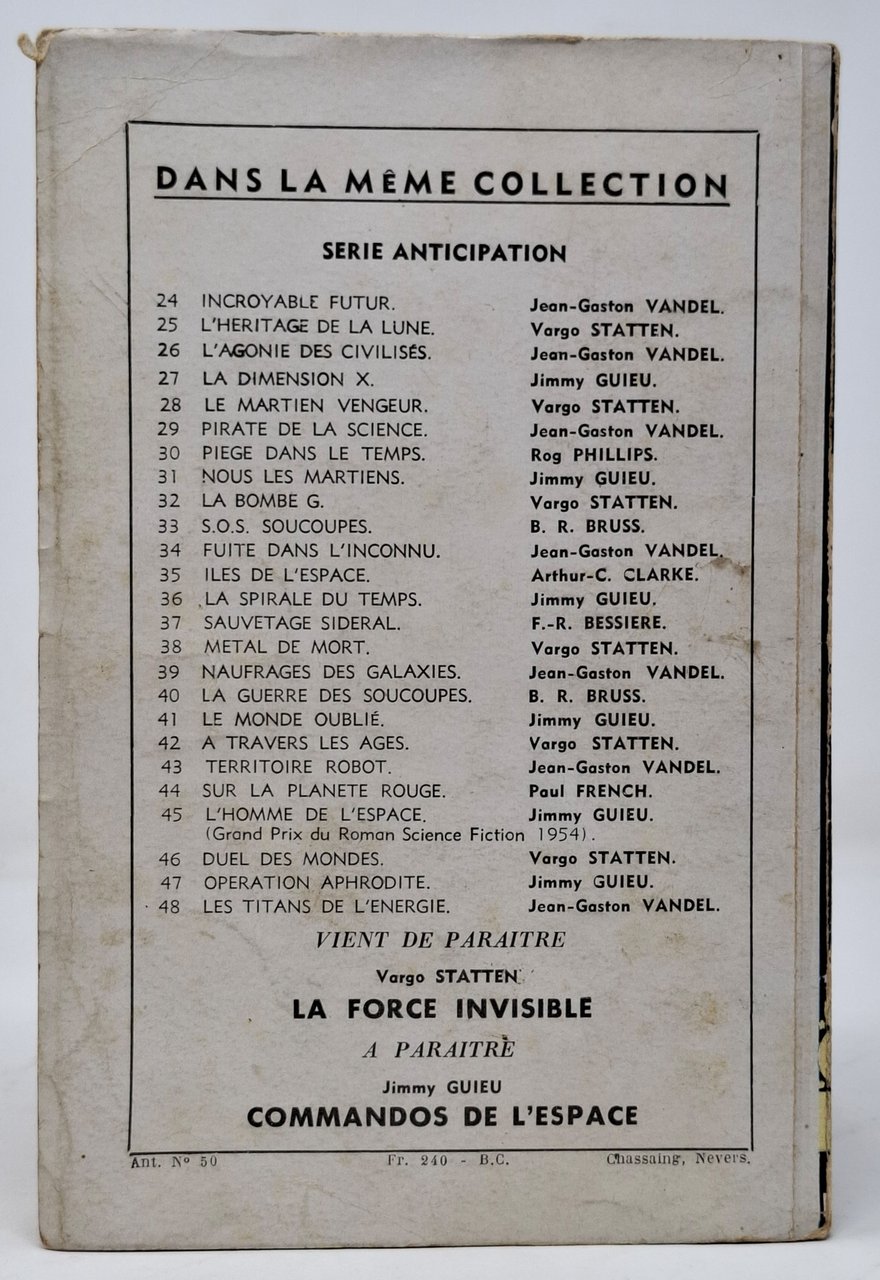 DANS LA MÊME COLLECTION
SERIE ANTICIPATION
24 INCROYABLE FUTUR. Jean-Gaston VANDEL.
25 L'HERITAGE DE LA LUNE. Vargo STATTEN.
26 L'AGONIE DES CIVILISÉS. Jean-Gaston VANDEL.
27 LA DIMENSION X. Jimmy GUIEU.
28 LE MARTIEN VENGEUR. Vargo STATTEN.
29 PIRATE DE LA SCIENCE. Jean-Gaston VANDEL.
30 PIEGE DANS LE TEMPS. Rog PHILLIPS.
31 NOUS LES MARTIENS. Jimmy GUIEU.
32 LA BOMBE G. Vargo STATTEN.
33 S.O.S. SOUCOUPES. B. R. BRUSS.
34 FUITE DANS L'INCONNU. Jean-Gaston VANDEL.
35 ILES DE L'ESPACE. Arthur-C. CLARKE.
36 LA SPIRALE DU TEMPS. Jimmy GUIEU.
37 SAUVETAGE SIDERAL. F.-R. BESSIERE.
38 METAL DE MORT. Vargo STATTEN.
39 NAUFRAGES DES GALAXIES. Jean-Gaston VANDEL.
40 LA GUERRE DES SOUCOUPES. B. R. BRUSS.
41 LE MONDE OUBLIÉ. Jimmy GUIEU.
42 A TRAVERS LES AGES. Vargo STATTEN.
43 TERRITOIRE ROBOT. Jean-Gaston VANDEL.
44 SUR LA PLANETE ROUGE. Paul FRENCH.
45 L'HOMME DE L'ESPACE. Jimmy GUIEU.
(Grand Prix du Roman Science Fiction 1954).
46 DUEL DES MONDES. Vargo STATTEN.
47 OPERATION APHRODITE. Jimmy GUIEU.
48 LES TITANS DE L'ENERGIE. Jean-Gaston VANDEL.
VIENT DE PARAITRE
Vargo STATTEN
LA FORCE INVISIBLE
A PARAITRE
Jimmy GUIEU
COMMANDOS DE L'ESPACE
Ant. Nº 50 Fr. 240 - B.C. Chassaing, Nevers.